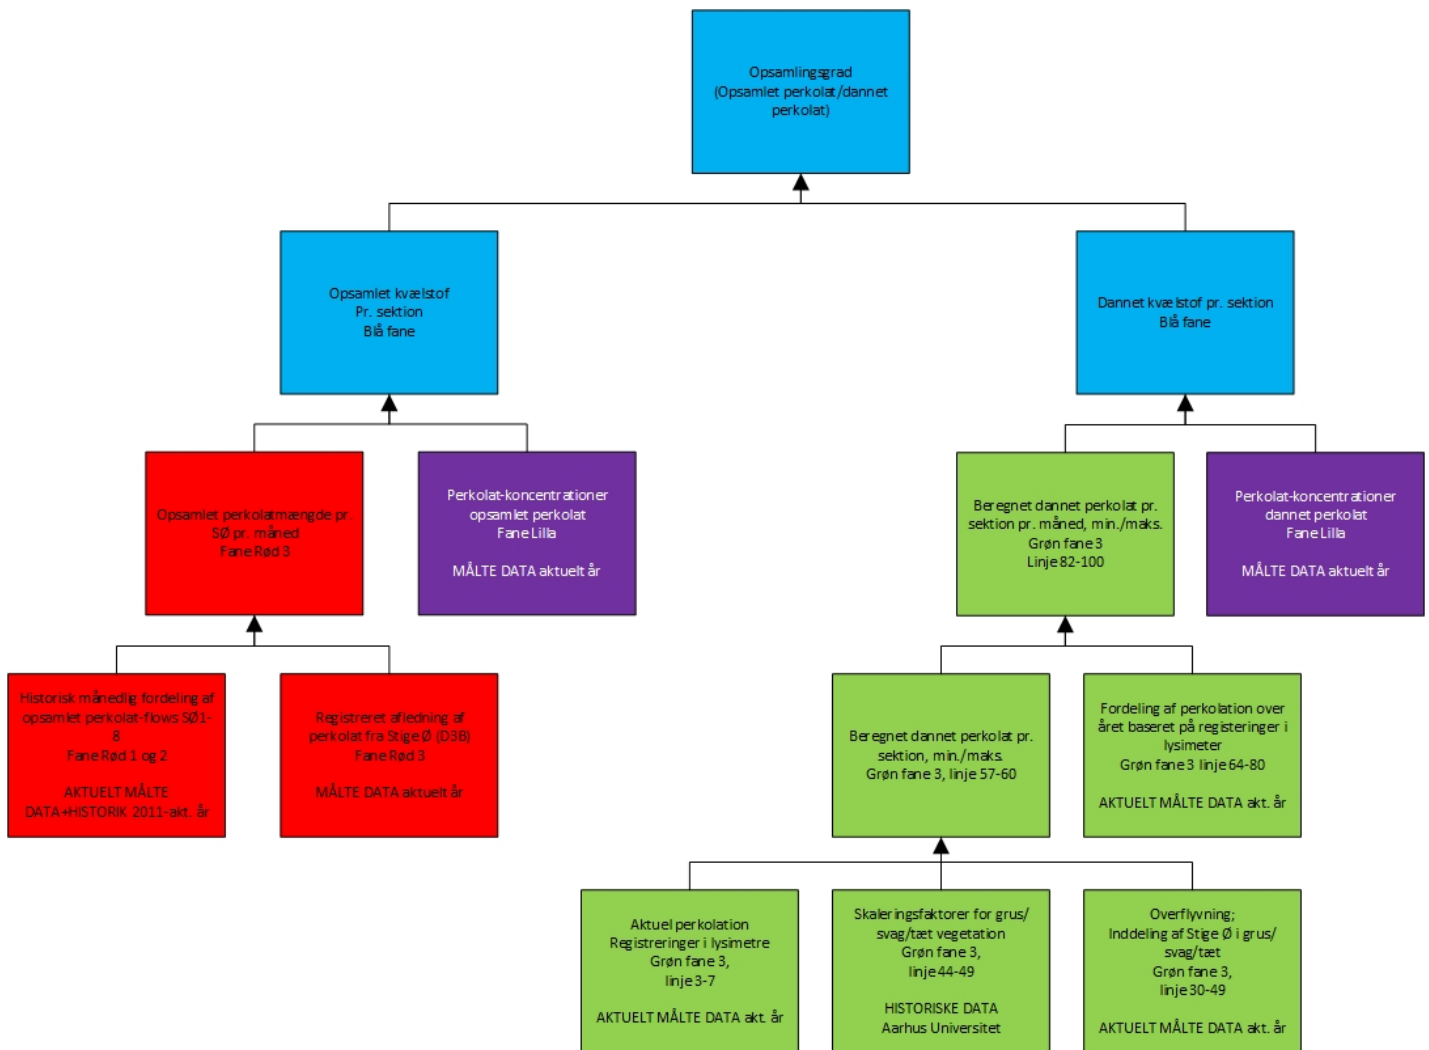 Opsamlingsgrad
(Opsamlet perkolat/dannet
perkolat)
Opsamlet kvælstof
Pr. sektion
Blå fane
Dannet kvælstof pr. sektion
Blå fane
Opsamlet perkolatmængde pr.
SØ pr. måned
Fane Rød 3
Perkolat-koncentrationer
opsamlet perkolat
Fane Lilla
MÅLTE DATA aktuelt år
Beregnet dannet perkolat pr.
sektion pr. måned, min./maks.
Grøn fane 3
Linje 82-100
Perkolat-koncentrationer
dannet perkolat
Fane Lilla
MÅLTE DATA aktuelt år
Historisk månedlig fordeling af
opsamlet perkolat-flows SØ1-
8
Fane Rød 1 og 2
AKTUELT MÅLTE
DATA+HISTORIK 2011-akt. år
Registreret afledning af
perkolat fra Stige Ø (D3B)
Fane Rød 3
MÅLTE DATA aktuelt år
Beregnet dannet perkolat pr.
sektion, min./maks.
Grøn fane 3, linje 57-60
Fordeling af perkolation over
året baseret på registeringer i
lysimeter
Grøn fane 3 linje 64-80
AKTUELT MÅLTE DATA akt. år
Aktuel perkolation
Registreringer i lysimetre
Grøn fane 3,
linje 3-7
AKTUELT MÅLTE DATA akt. år
Skaleringsfaktorer for grus/
svag/tæt vegetation
Grøn fane 3,
linje 44-49
HISTORISKE DATA
Aarhus Universitet
Overflyvning;
Inddeling af Stige Ø i grus/
svag/tæt
Grøn fane 3,
linje 30-49
AKTUELT MÅLTE DATA akt. år